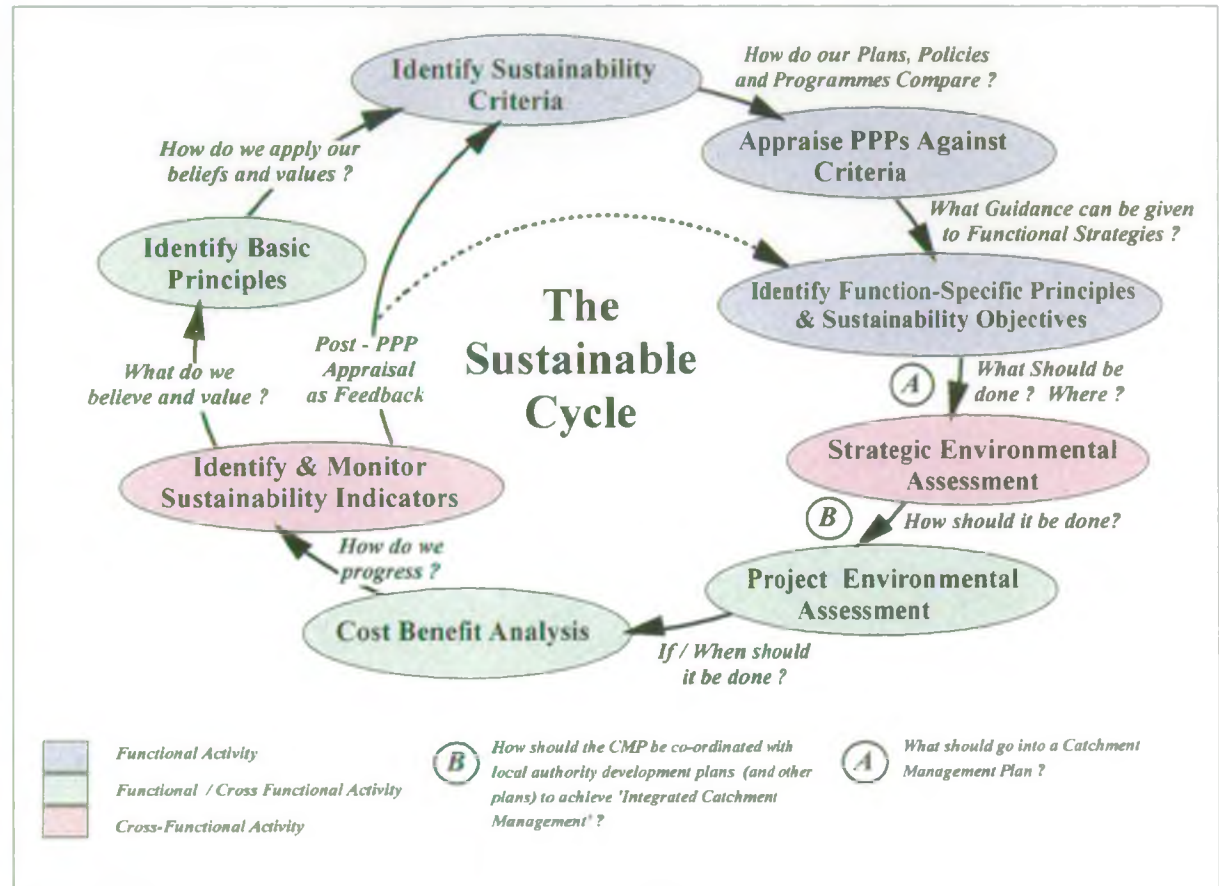 Identify Sustainability
Criteria
How do our Plans, Policies
and Programmes Compare ?
Appraise PPPs Against
Criteria
What Guidance can be given
to Functional Strategies ?
Identify Function-Specific Principles
& Sustainability Objectives
A
What Should be
done ? Where ?
Strategic Environmental
Assessment
B
How should it be done?
Project Environmental
Assessment
If / When should
it be done ?
Cost Benefit Analysis
How do we
progress ?
Identify & Monitor
Sustainability Indicators
What do we
believe and value ?
Identify Basic
Principles
How do we apply our
beliefs and values ?
Post - PPP
Appraisal
as Feedback
The
Sustainable
Cycle
Functional Activity
Functional / Cross Functional Activity
Cross-Functional Activity
B
How should the CMP be co-ordinated with
local authority development plans (and other
plans) to achieve 'Integrated Catchment
Management' ?
A
What should go into a Catchment
Management Plan ?